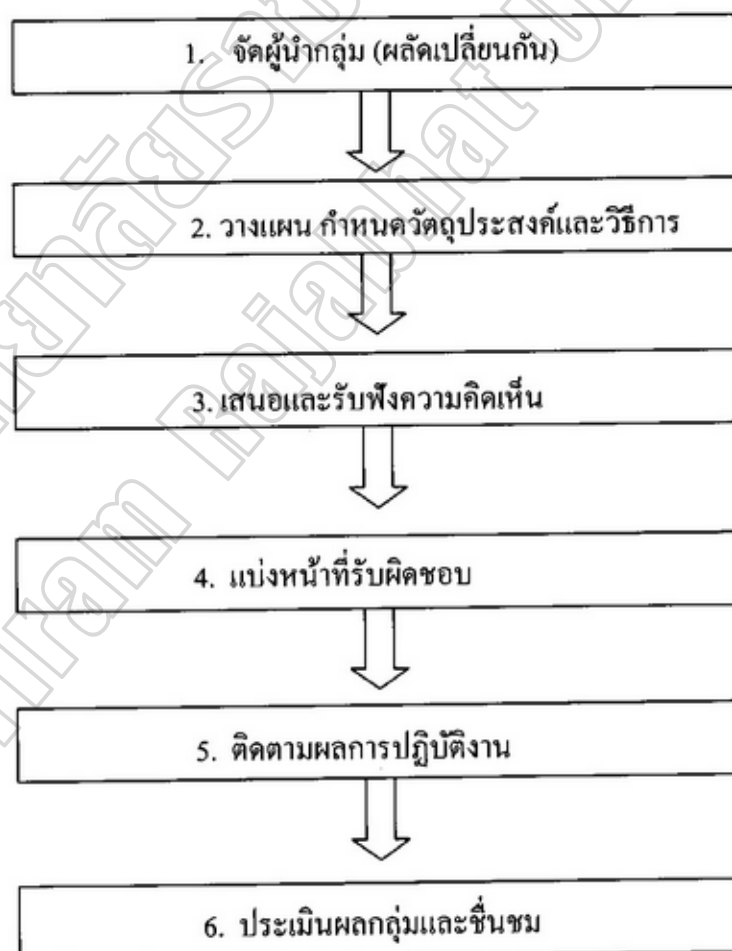 1. จัดผู้นำกลุ่ม (ผลัดเปลี่ยนกัน)
2. วางแผน กำหนดวัตถุประสงค์และวิธีการ
3. เสนอและรับฟังความคิดเห็น
4. แบ่งหน้าที่รับผิดชอบ
5. ติดตามผลการปฏิบัติงาน
6. ประเมินผลกลุ่มและชื่นชม
Rajabhat